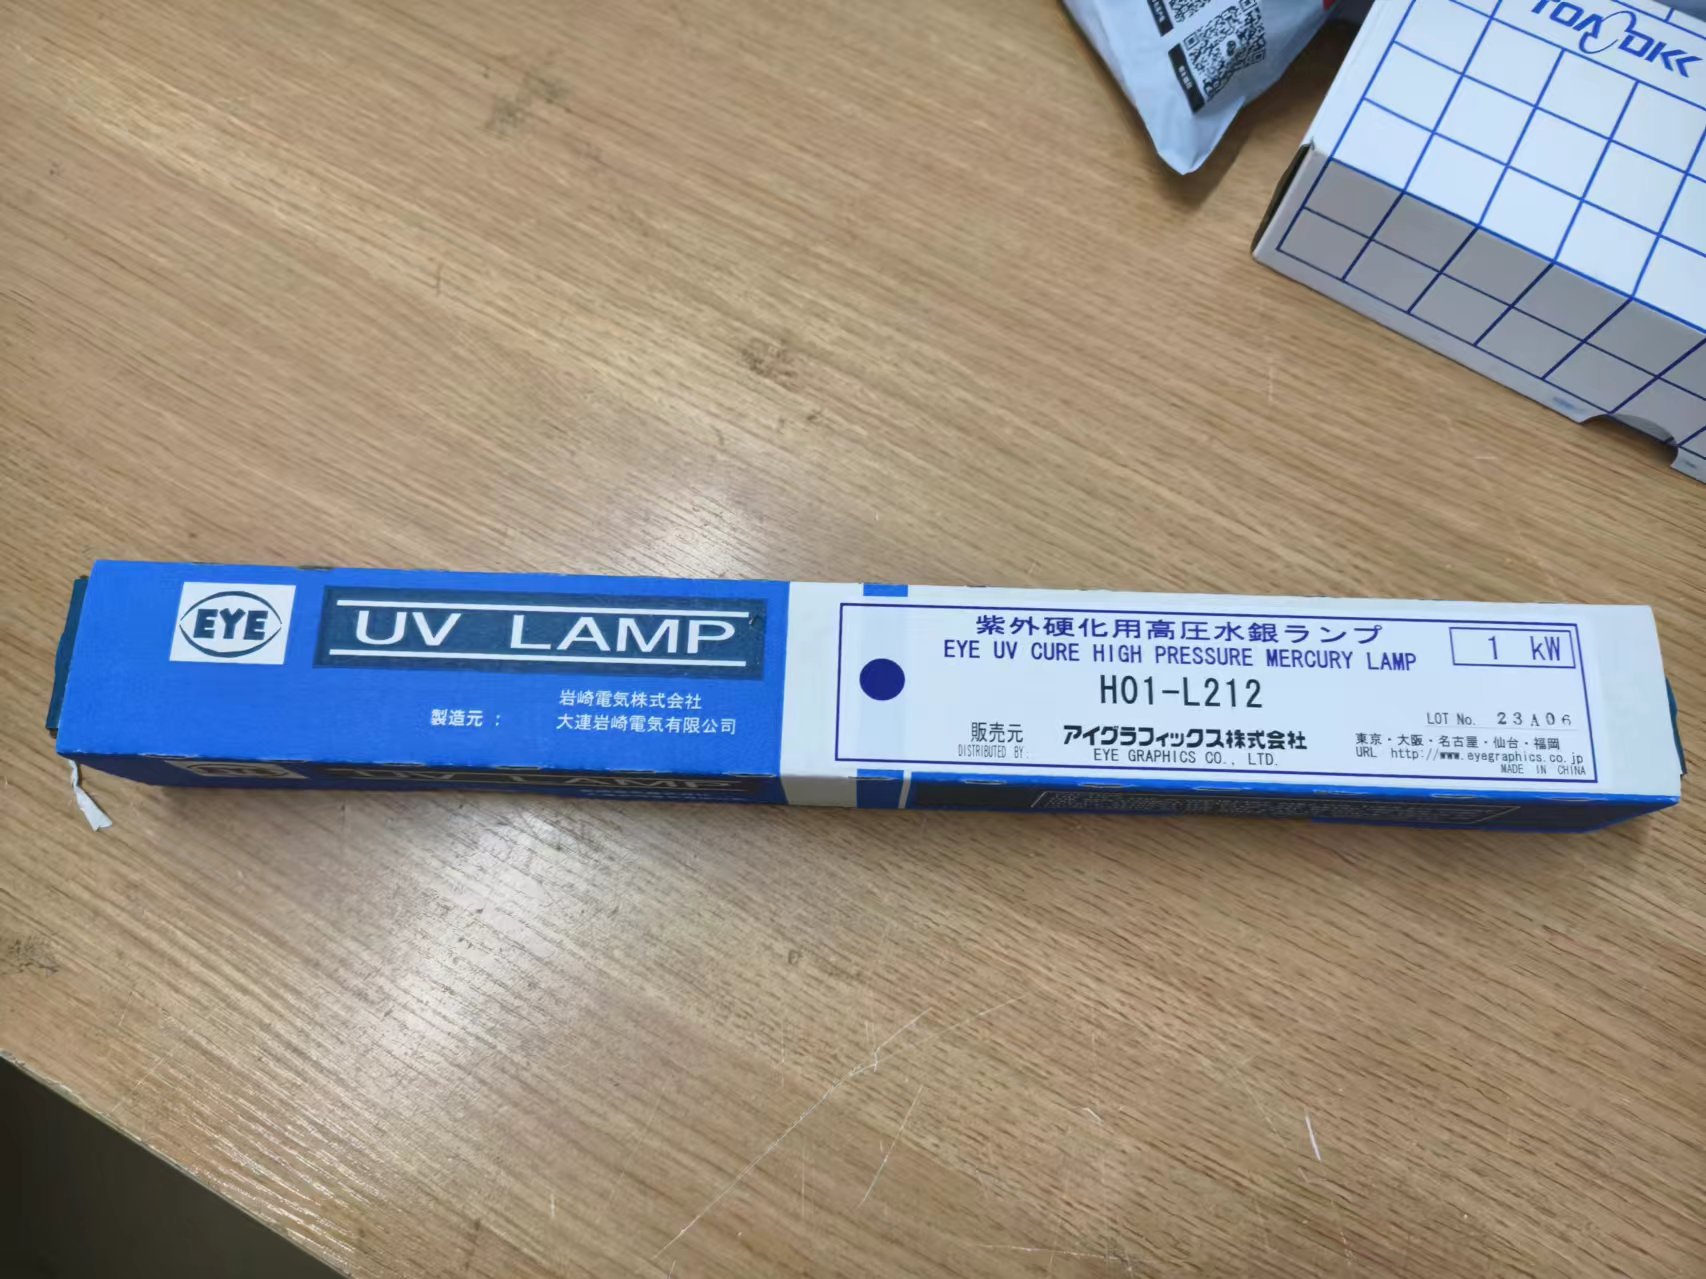 TOADKK
EYE
UV LAMP
製造元：
岩崎電気株式会社
大連岩崎電気有限公司
紫外硬化用高圧水銀ランプ
EYE UV CURE HIGH PRESSURE MERCURY LAMP
1 kW
H01-L212
LOT No. 23A06
販売元
DISTRIBUTED BY:
アイグラフィックス株式会社
EYE GRAPHICS CO., LTD.
東京・大阪・名古屋・仙台・福岡
URL http://www.eyegraphics.co.jp
MADE IN CHINA
UV LAMP